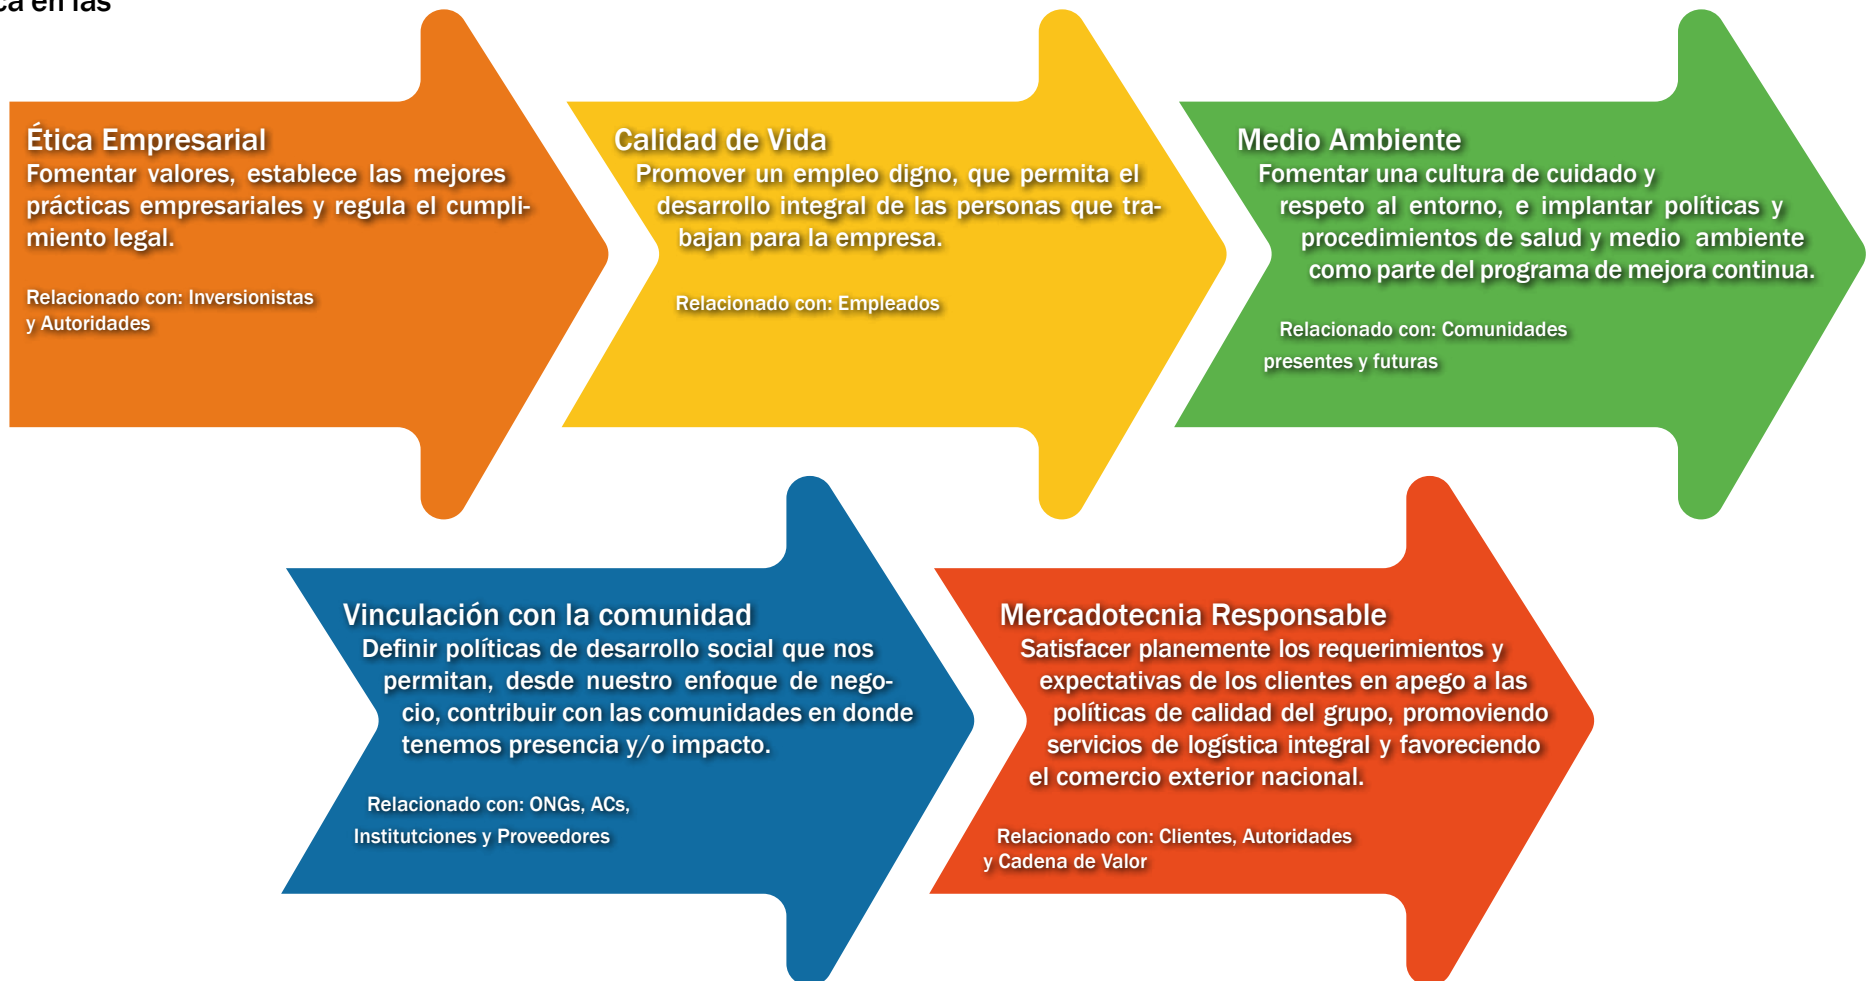 ca en las
Ética Empresarial
Fomentar valores, establece las mejores
prácticas empresariales y regula el cumpli-
miento legal.
Relacionado con: Inversionistas
y Autoridades
Calidad de Vida
Promover un empleo digno, que permita el
desarrollo integral de las personas que tra-
bajan para la empresa.
Relacionado con: Empleados
Medio Ambiente
Fomentar una cultura de cuidado y
respeto al entorno, e implantar políticas y
procedimientos de salud y medio ambiente
como parte del programa de mejora continua.
Relacionado con: Comunidades
presentes y futuras
Vinculación con la comunidad
Definir políticas de desarrollo social que nos
permitan, desde nuestro enfoque de nego-
cio, contribuir con las comunidades en donde
tenemos presencia y/o impacto.
Relacionado con: ONGs, ACs,
Institutciones y Proveedores
Mercadotecnia Responsable
Satisfacer planemente los requerimientos y
expectativas de los clientes en apego a las
políticas de calidad del grupo, promoviendo
servicios de logística integral y favoreciendo
el comercio exterior nacional.
Relacionado con: Clientes, Autoridades
y Cadena de Valor